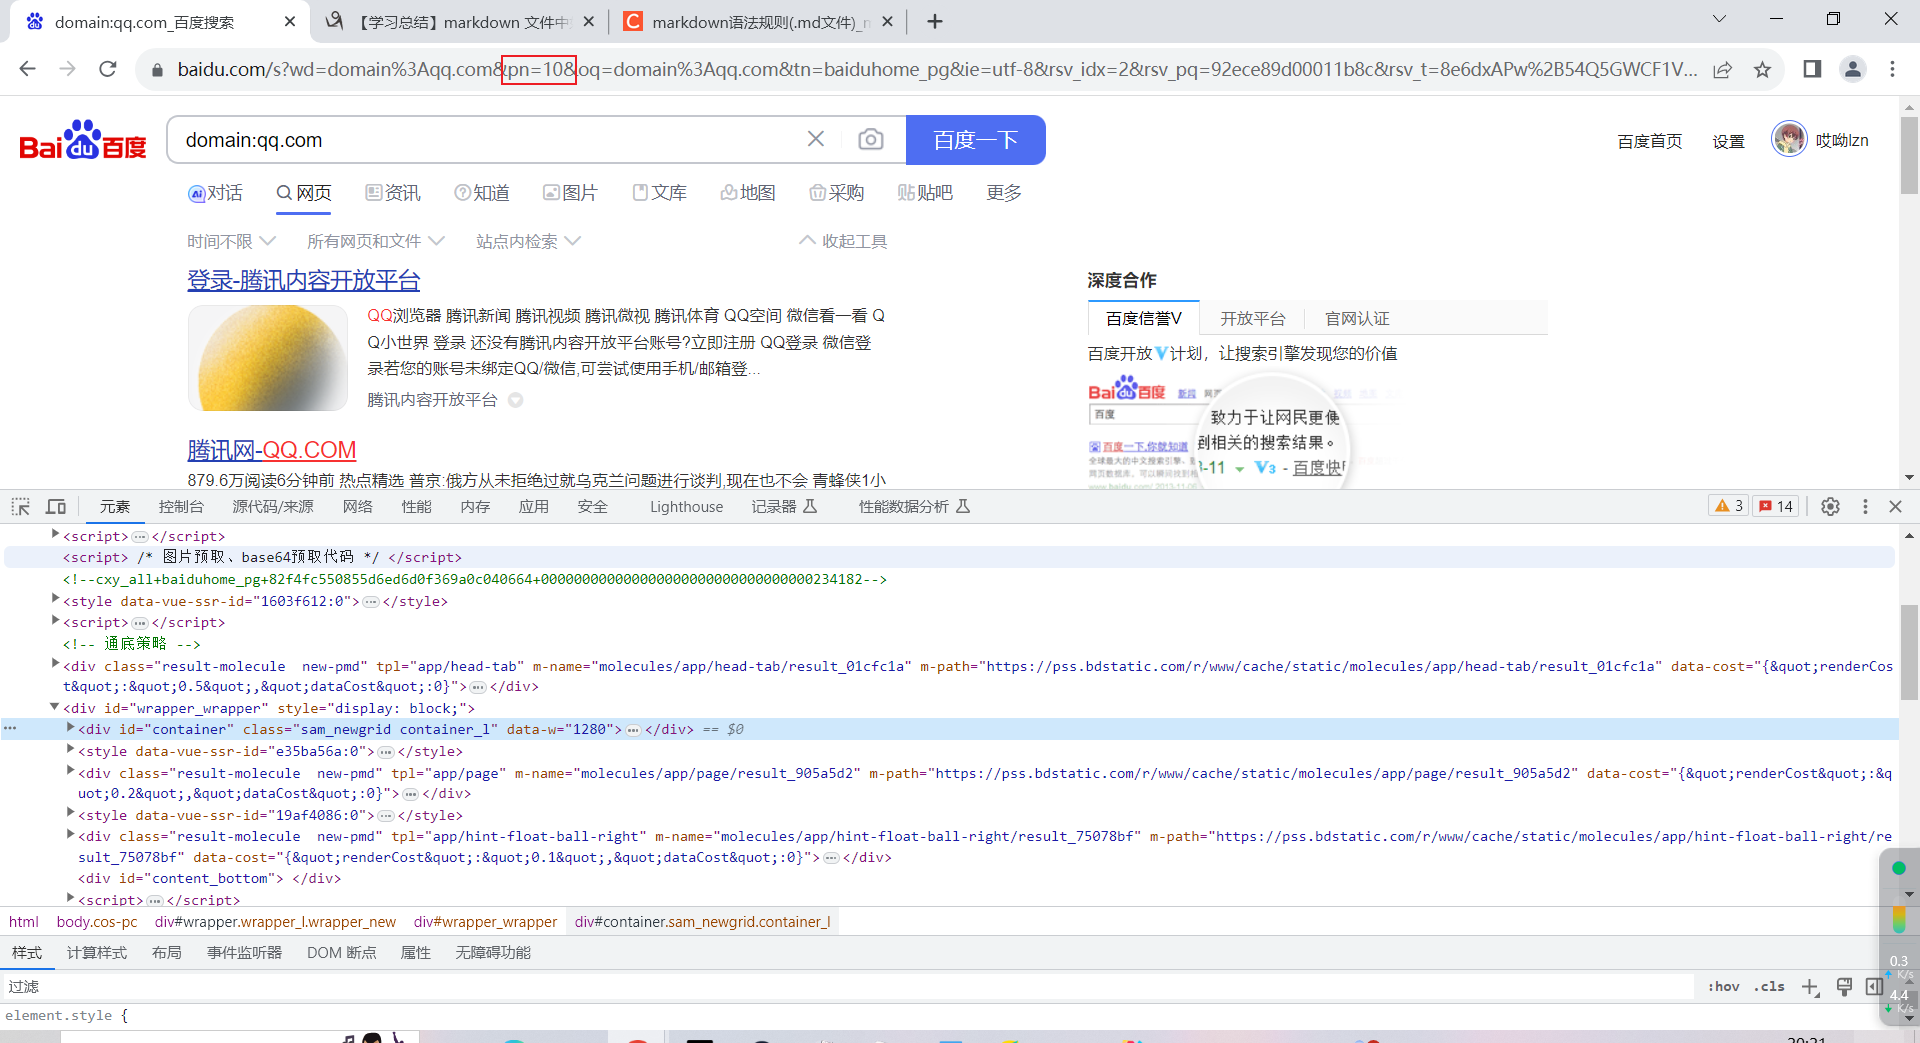 domain:qq.com_百度搜索
【学习总结】markdown 文件中
markdown语法规则(.md文件)_m
baidu.com/s?wd=domain%3Aqq.com&pn=10&oq=domain%3Aqq.com&tn=baiduhome_pg&ie=utf-8&rsv_idx=2&rsv_pq=92ece89d00011b8c&rsv_t=8e6dxAPw%2B54Q5GWCF1V...
Bai du 百度
domain:qq.com
百度一下
百度首页
设置
哎呦lzn
Ai 对话
网页
资讯
知道
图片
文库
地图
采购
贴 贴吧
更多
时间不限
所有网页和文件
站点内检索
收起工具
登录-腾讯内容开放平台
QQ浏览器 腾讯新闻 腾讯视频 腾讯微视 腾讯体育 QQ空间 微信看一看 Q
Q小世界 登录 还没有腾讯内容开放平台账号?立即注册 QQ登录 微信登
录若您的账号未绑定QQ/微信,可尝试使用手机/邮箱登...
腾讯内容开放平台
腾讯网-QQ.COM
879.6万阅读6分钟前 热点精选 普京:俄方从未拒绝过就乌克兰问题进行谈判,现在也不会 青蜂侠1小
深度合作
百度信誉V
开放平台
官网认证
百度开放V计划，让搜索引擎发现您的价值
Bai du 百度
新闻
百度
百度一下,你就知道
致力于让网民更便
到相关的搜索结果。
3-11
V3 - 百度快
元素
控制台
源代码/来源
网络
性能
内存
应用
安全
Lighthouse
记录器
性能数据分析
3
14
<script>…</script>
<script> /* 图片预取、base64预取代码 */ </script>
<!--cxy_all+baiduhome_pg+82f4fc550855d6ed6d0f369a0c040664+000000000000000000000000000000000234182-->
<style data-vue-ssr-id="1603f612:0">…</style>
<script>…</script>
<!-- 通底策略 -->
<div class="result-molecule  new-pmd" tpl="app/head-tab" m-name="molecules/app/head-tab/result_01cfc1a" m-path="https://pss.bdstatic.com/r/www/cache/static/molecules/app/head-tab/result_01cfc1a" data-cost="{&quot;renderCos
t&quot;:&quot;0.5&quot;,&quot;dataCost&quot;:0}">…</div>
<div id="wrapper_wrapper" style="display: block;">
<div id="container" class="sam_newgrid container_l" data-w="1280">…</div> == $0
<style data-vue-ssr-id="e35ba56a:0">…</style>
<div class="result-molecule  new-pmd" tpl="app/page" m-name="molecules/app/page/result_905a5d2" m-path="https://pss.bdstatic.com/r/www/cache/static/molecules/app/page/result_905a5d2" data-cost="{&quot;renderCost&quot;:&q
uot;0.2&quot;,&quot;dataCost&quot;:0}">…</div>
<style data-vue-ssr-id="19af4086:0">…</style>
<div class="result-molecule  new-pmd" tpl="app/hint-float-ball-right" m-name="molecules/app/hint-float-ball-right/result_75078bf" m-path="https://pss.bdstatic.com/r/www/cache/static/molecules/app/hint-float-ball-right/re
sult_75078bf" data-cost="{&quot;renderCost&quot;:&quot;0.1&quot;,&quot;dataCost&quot;:0}">…</div>
<div id="content_bottom"> </div>
<script>…</script>
html
body.cos-pc
div#wrapper.wrapper_l.wrapper_new
div#wrapper_wrapper
div#container.sam_newgrid.container_l
样式
计算样式
布局
事件监听器
DOM 断点
属性
无障碍功能
过滤
:hov
.cls
0.3
K/s
4.4
K/s
element.style {